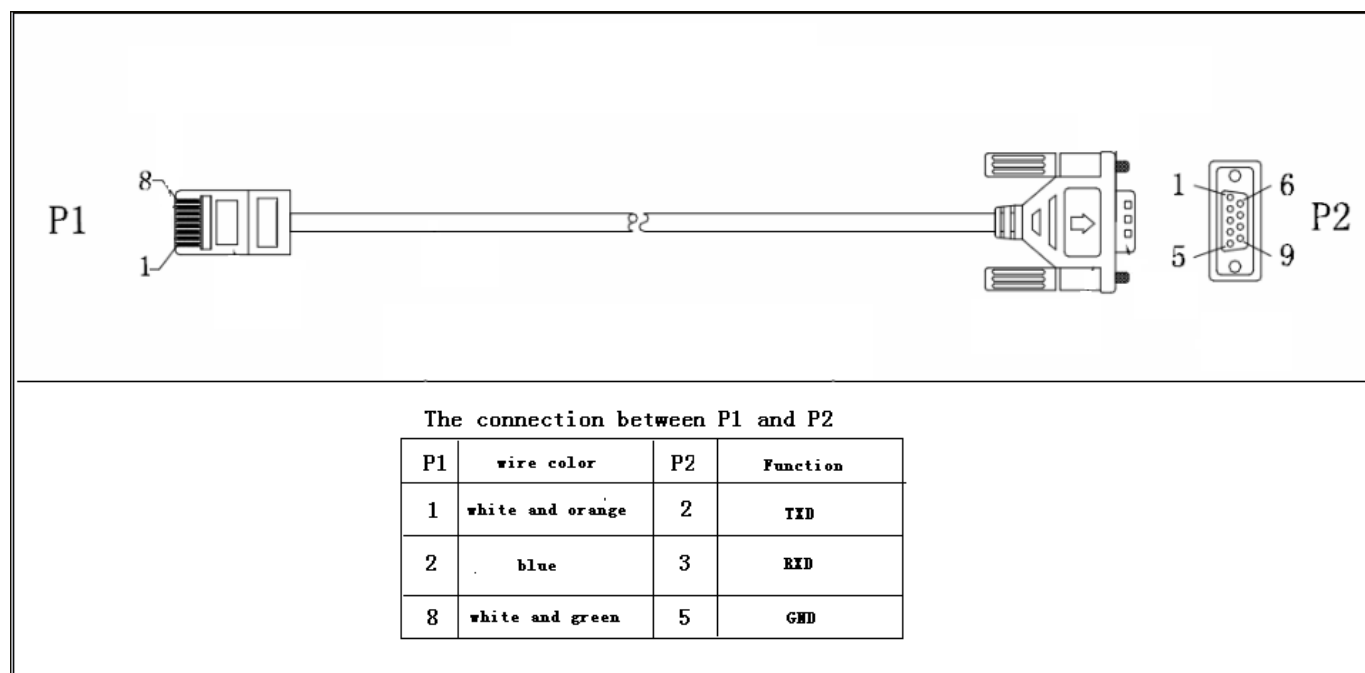 8
1
P1
1 6
5 9
P2
The connection between P1 and P2
P1 wire color P2 Function
1 white and orange 2 TXD
2 blue 3 RXD
8 white and green 5 GND